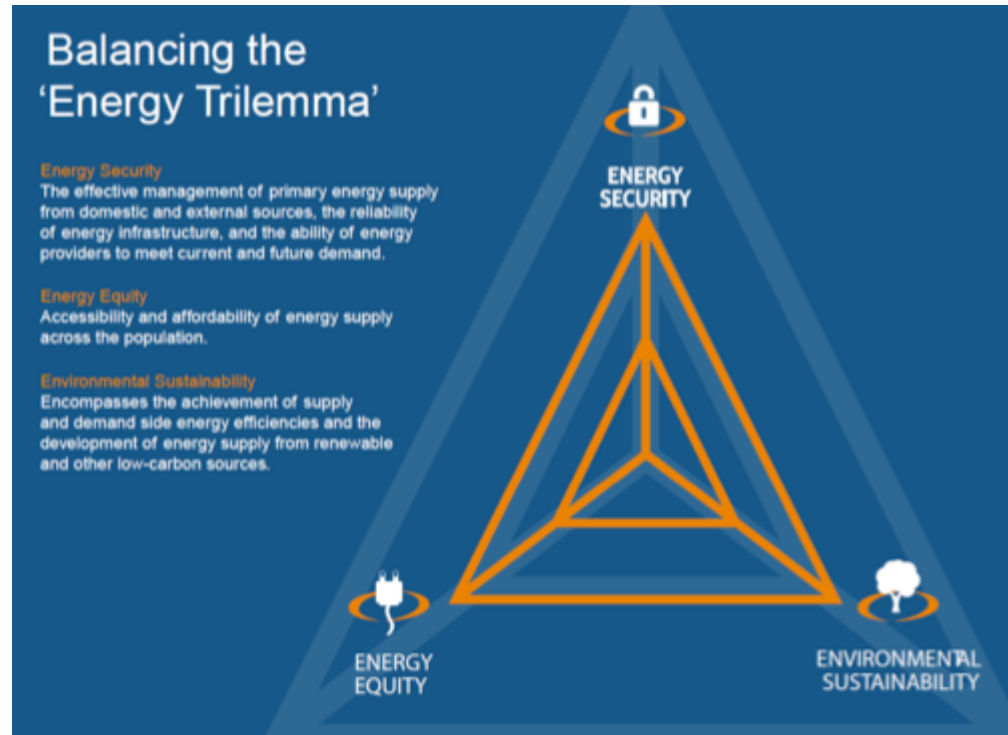 Balancing the
‘Energy Trilemma’
Energy Security
The effective management of primary energy supply
from domestic and external sources, the reliability
of energy infrastructure, and the ability of energy
providers to meet current and future demand.
Energy Equity
Accessibility and affordability of energy supply
across the population.
Environmental Sustainability
Encompasses the achievement of supply
and demand side energy efficiencies and the
development of energy supply from renewable
and other low-carbon sources.
ENERGY
SECURITY
ENERGY
EQUITY
ENVIRONMENTAL
SUSTAINABILITY